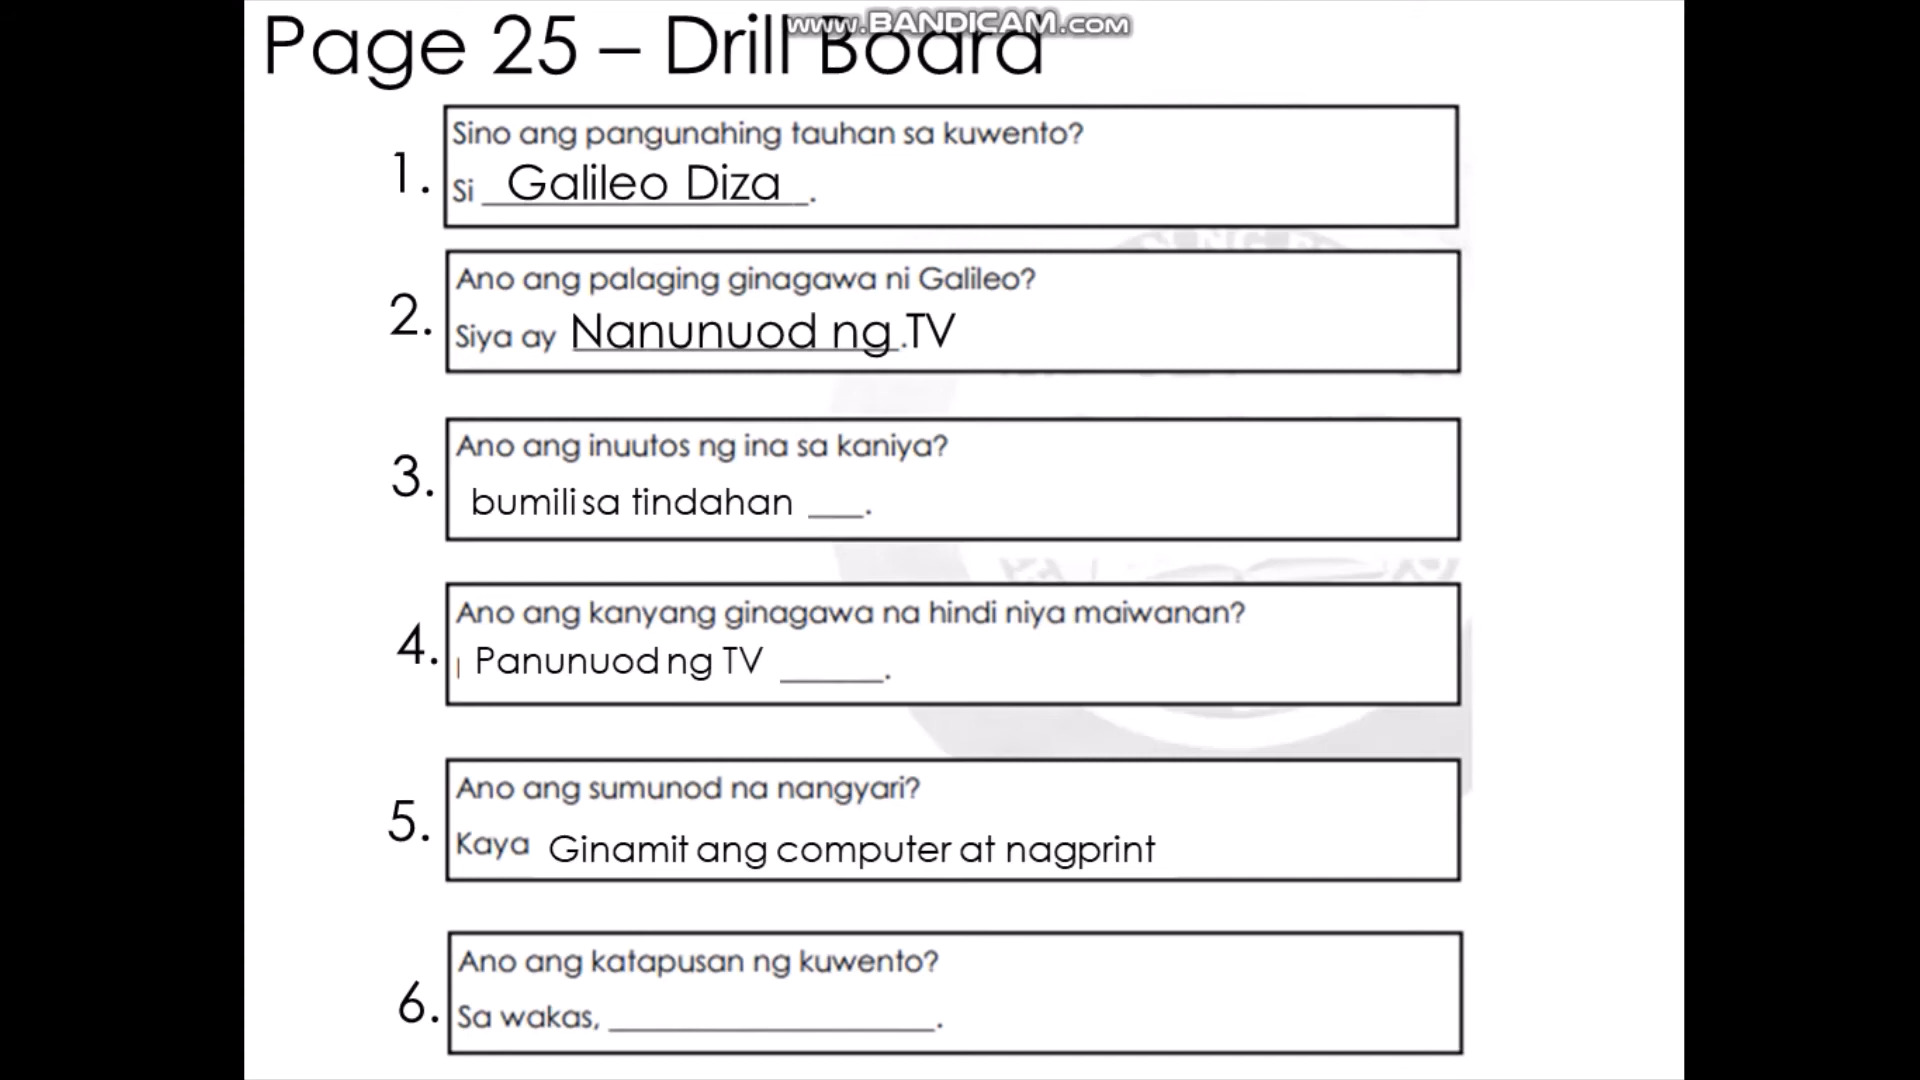 www.BANDICAM.com
Page 25 – Drill Board
1.
Sino ang pangunahing tauhan sa kuwento?
Si Galileo Diza.
2.
Ano ang palaging ginagawa ni Galileo?
Siya ay Nanunuod ng .TV
3.
Ano ang inuutos ng ina sa kaniya?
bumili sa tindahan ___.
4.
Ano ang kanyang ginagawa na hindi niya maiwanan?
Panunuod ng TV ______.
5.
Ano ang sumunod na nangyari?
Kaya Ginamit ang computer at nagprint
6.
Ano ang katapusan ng kuwento?
Sa wakas, ___________________.